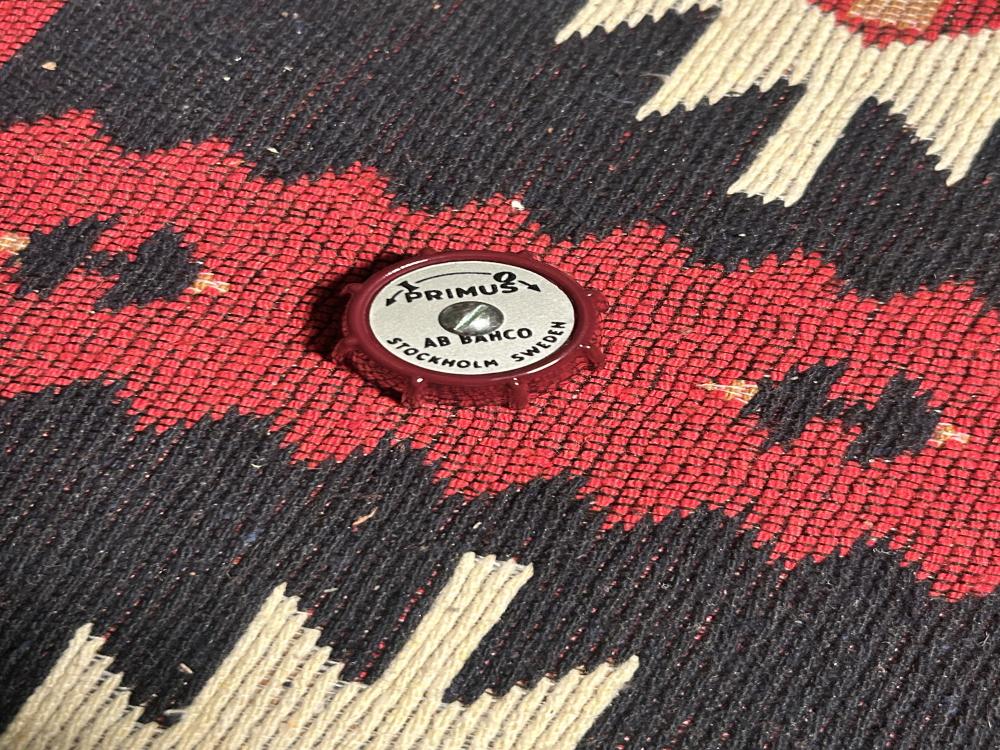 1 0
PRIMUS
AB BAHCO
STOCKHOLM SWEDEN